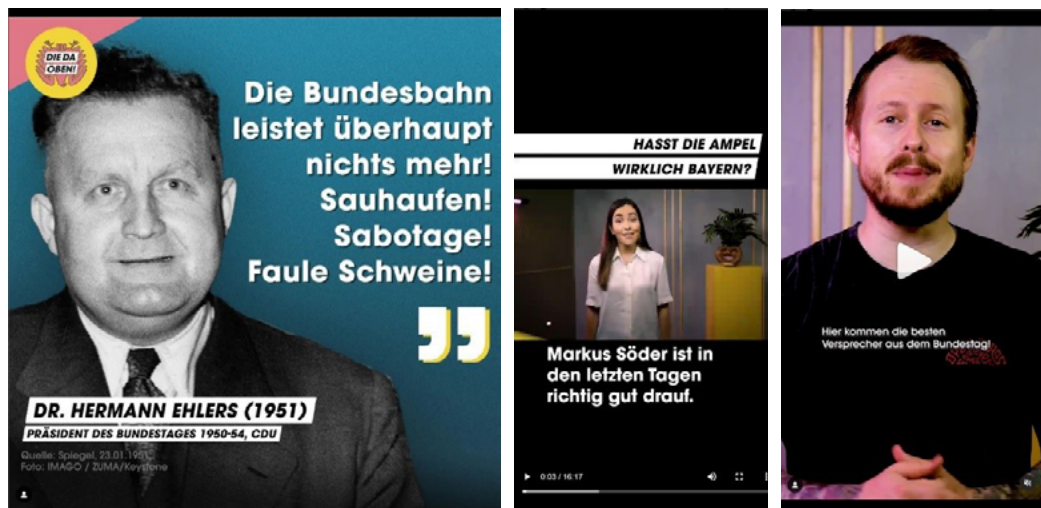 DIE DA
OBEN!
Die Bundesbahn
leistet überhaupt
nichts mehr!
Sauhaufen!
Sabotage!
Faule Schweine!
DR. HERMANN EHLERS (1951)
PRÄSIDENT DES BUNDESTAGES 1950-54, CDU
Quelle: Spiegel, 23.01.1951,
Foto: IMAGO / ZUMA/Keystone
HASST DIE AMPEL
WIRKLICH BAYERN?
Markus Söder ist in
den letzten Tagen
richtig gut drauf.
0:03 / 16:17
Hier kommen die besten
Versprecher aus dem Bundestag!